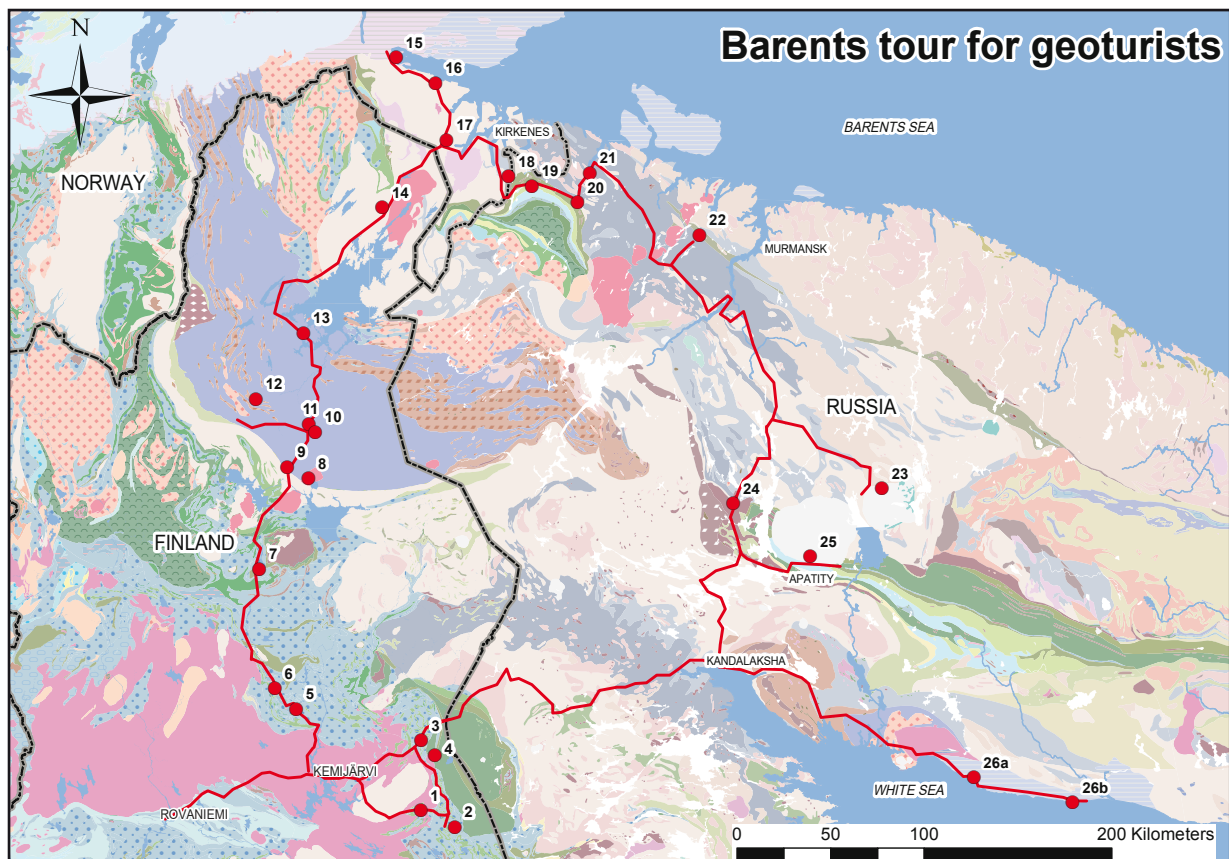 Barents tour for geoturists
N
15
16
BARENTS SEA
17
KIRKENES
18
19
21
NORWAY
14
20
22
MURMANSK
13
12
11
10
RUSSIA
9
8
23
24
FINLAND
7
25
APATITY
6
5
KANDALAKSHA
3
4
KEMIJÄRVI
26a
1
WHITE SEA
26b
ROVANIEMI
2
0 50 100 200 Kilometers